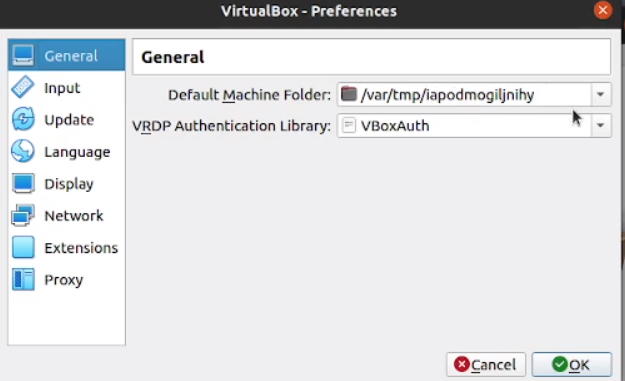 VirtualBox - Preferences
General
Input
Update
Language
Display
Network
Extensions
Proxy
General
Default Machine Folder: /var/tmp/iapodmogiljnihy
VRDP Authentication Library: VBoxAuth
Cancel OK